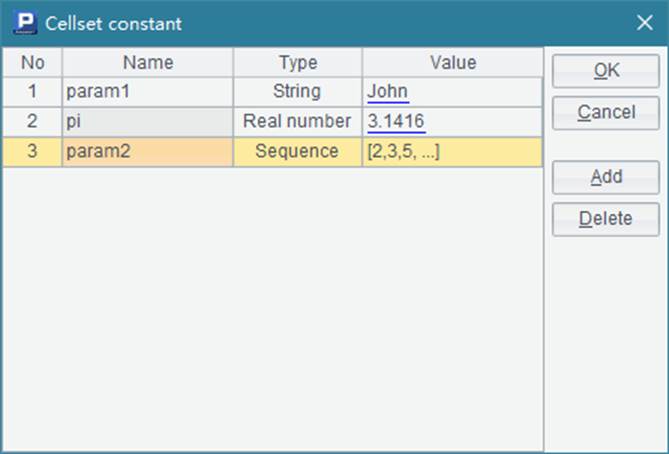 Cellset constant
No Name Type Value
1 param1 String John
2 pi Real number 3.1416
3 param2 Sequence [2,3,5, ...]
OK
Cancel
Add
Delete